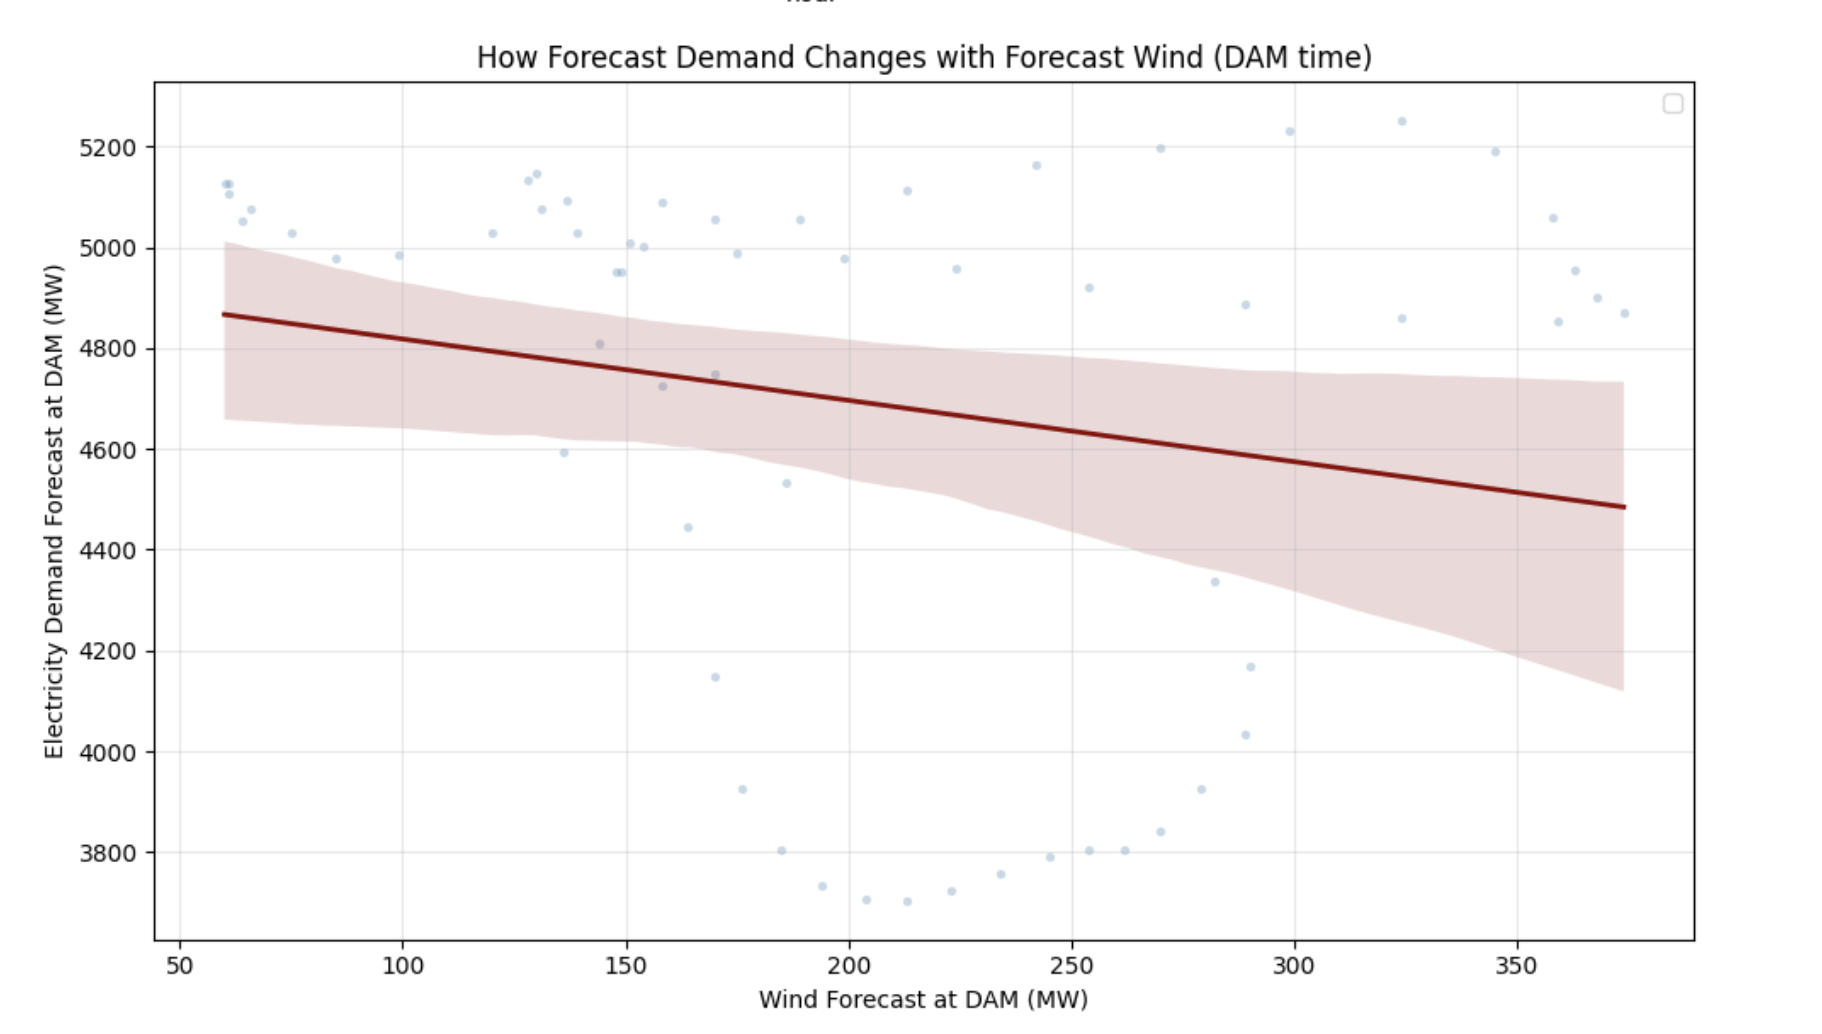 How Forecast Demand Changes with Forecast Wind (DAM time)
Electricity Demand Forecast at DAM (MW)
5200
5000
4800
4600
4400
4200
4000
3800
50 100 150 200 250 300 350
Wind Forecast at DAM (MW)